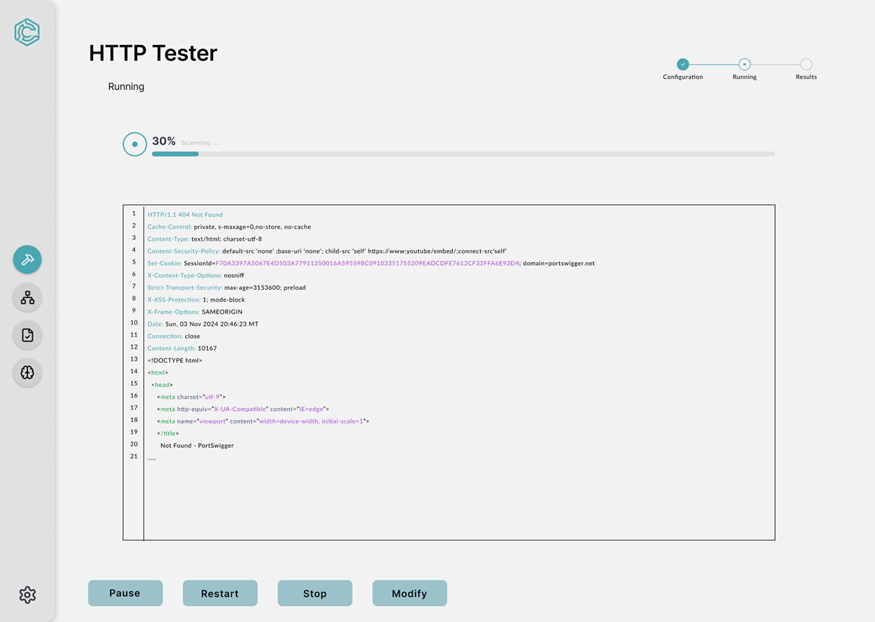 HTTP Tester
Running
Configuration
Running
Results
30% Scanning ...
1 HTTP/1.1 404 Not Found
2 Cache-Control: private, s-maxage=0,no-store, no-cache
3 Content-Type: text/html; charset-utf-8
4 Content-Security-Policy: default-src 'none' ;base-uri 'none'; child-src 'self' https://www:youtube/embed/;connect-src'self'
5 Set-Cookie: SessionId=F70A3397A5067E4D503A77911350016A595598C09103351755209EADCDFE7612CF32FFA6E93D4; domain=portswigger.net
6 X-Content-Type-Options: nosniff
7 Strict-Transport-Security: max-age=3153600; preload
8 X-XSS-Protection: 1; mode-block
9 X-Frame-Options: SAMEORIGIN
10 Date: Sun, 03 Nov 2024 20:46:23 MT
11 Connection: close
12 Content-Length: 10167
13 <!DOCTYPE html>
14 <html>
15 <head>
16 <meta charset="utf-9">
17 <meta http-equiv="X-UA-Compatible" content="IE=edge">
18 <meta name="viewport" content="width=device-width, initial-scale=1">
19 </title>
20 Not Found - PortSwigger
21 .....
Pause
Restart
Stop
Modify